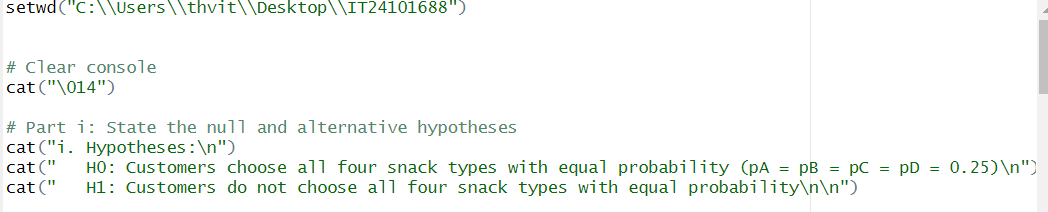 setwd("C:\\Users\\thvit\\Desktop\\IT24101688")
# Clear console
cat("\014")
# Part i: State the null and alternative hypotheses
cat("i. Hypotheses:\n")
cat("   H0: Customers choose all four snack types with equal probability (pA = pB = pC = pD = 0.25)\n")
cat("   H1: Customers do not choose all four snack types with equal probability\n\n")